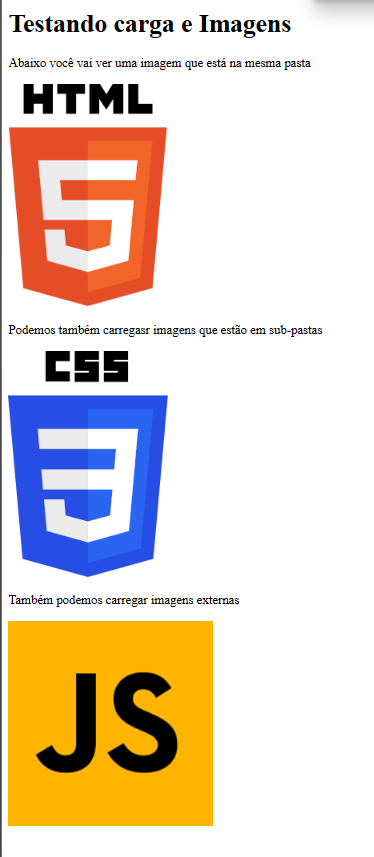 Testando carga e Imagens
Abaixo você vai ver uma imagem que está na mesma pasta
HTML
5
Podemos também carregasr imagens que estão em sub-pastas
CSS
3
Também podemos carregar imagens externas
JS